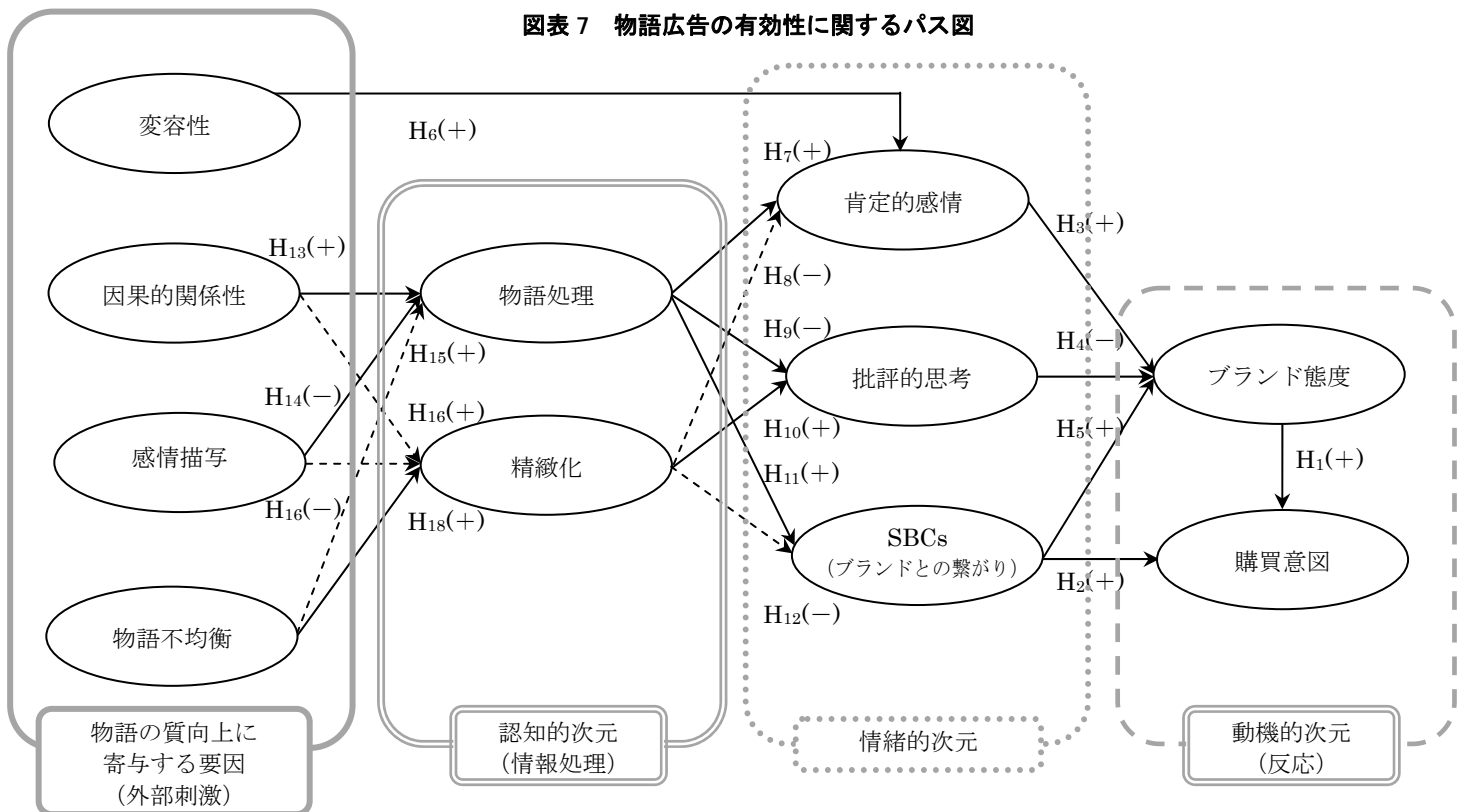 図表 7　物語広告の有効性に関するパス図
変容性
因果的関係性
感情描写
物語不均衡
物語の質向上に
寄与する要因
（外部刺激）
H6(+)
H13(+)
H14(−)
H16(−)
物語処理
H15(+)
H16(+)
精緻化
H18(+)
認知的次元
（情報処理）
H7(+)
肯定的感情
H8(−)
H9(−)
批評的思考
H10(+)
H11(+)
SBCs
（ブランドとの繋がり）
H12(−)
情緒的次元
H3(+)
H4(−)
H5(+)
H2(+)
ブランド態度
H1(+)
購買意図
動機的次元
（反応）